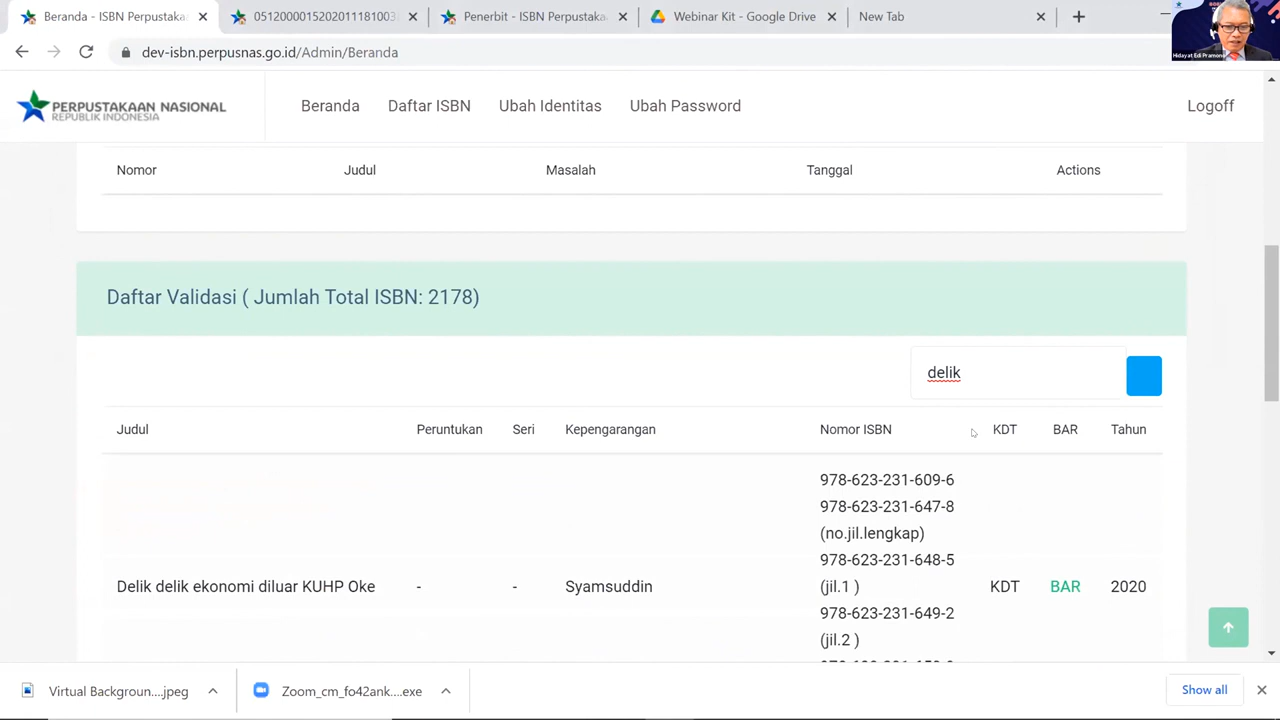 Beranda - ISBN Perpustaka
0512000015202011181003
Penerbit - ISBN Perpustaka
Webinar Kit - Google Drive
New Tab
dev-isbn.perpusnas.go.id/Admin/Beranda
Hidayat Edi Pramono
PERPUSTAKAAN NASIONAL
REPUBLIK INDONESIA
Beranda
Daftar ISBN
Ubah Identitas
Ubah Password
Logoff
Nomor
Judul
Masalah
Tanggal
Actions
Daftar Validasi ( Jumlah Total ISBN: 2178)
delik
Judul
Peruntukan
Seri
Kepengarangan
Nomor ISBN
KDT
BAR
Tahun
Delik delik ekonomi diluar KUHP Oke
-
-
Syamsuddin
978-623-231-609-6
978-623-231-647-8
(no.jil.lengkap)
978-623-231-648-5
(jil.1 )
978-623-231-649-2
(jil.2 )
KDT
BAR
2020
Virtual Backgroun....jpeg
Zoom_cm_fo42ank....exe
Show all